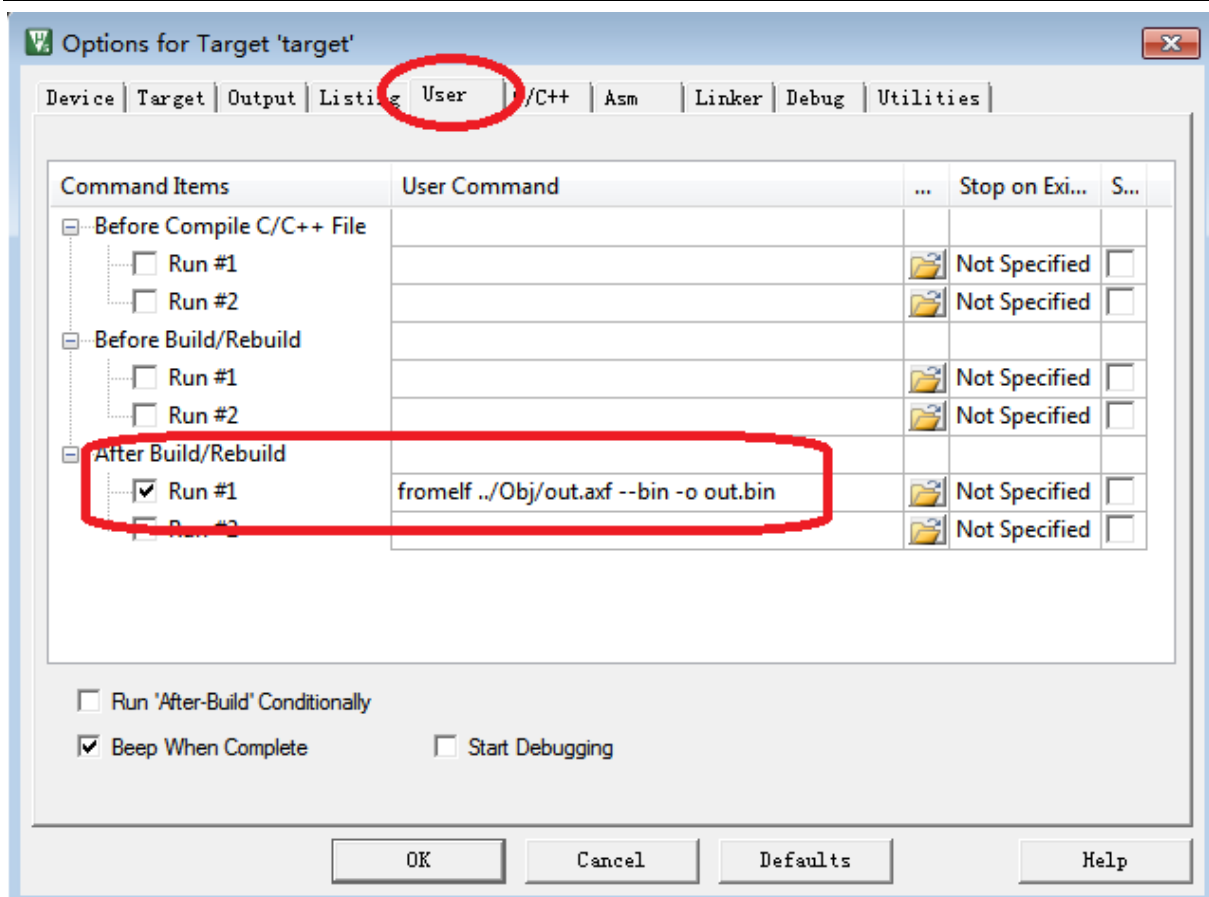 Options for Target 'target'
Device Target Output Listing User C/C++ Asm Linker Debug Utilities
Command Items User Command ... Stop on Exi... S...
Before Compile C/C++ File
Run #1 Not Specified
Run #2 Not Specified
Before Build/Rebuild
Run #1 Not Specified
Run #2 Not Specified
After Build/Rebuild
Run #1 fromelf ../Obj/out.axf --bin -o out.bin Not Specified
Run #2 Not Specified
Run 'After-Build' Conditionally
Beep When Complete Start Debugging
OK Cancel Defaults Help